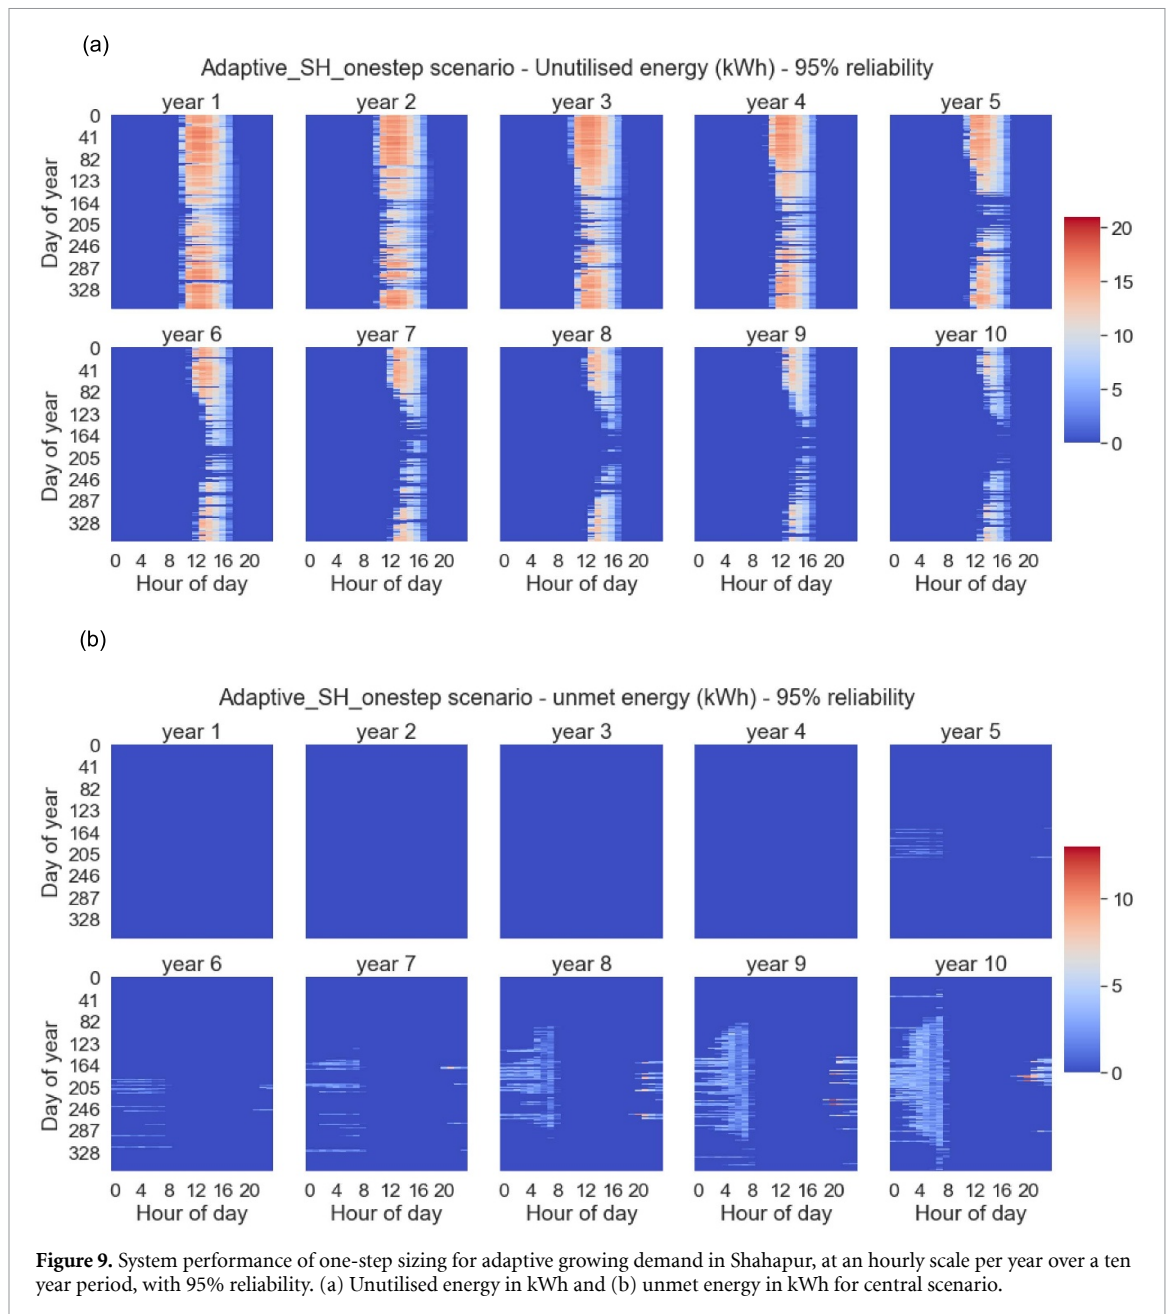 (a)
Adaptive_SH_onestep scenario - Unutilised energy (kWh) - 95% reliability
year 1 year 2 year 3 year 4 year 5
Day of year
0
41
82
123
164
205
246
287
328
20
15
10
5
0
year 6 year 7 year 8 year 9 year 10
Day of year
0
41
82
123
164
205
246
287
328
0 4 8 12 16 20 0 4 8 12 16 20 0 4 8 12 16 20 0 4 8 12 16 20 0 4 8 12 16 20
Hour of day Hour of day Hour of day Hour of day Hour of day
(b)
Adaptive_SH_onestep scenario - unmet energy (kWh) - 95% reliability
year 1 year 2 year 3 year 4 year 5
Day of year
0
41
82
123
164
205
246
287
328
10
5
0
year 6 year 7 year 8 year 9 year 10
Day of year
0
41
82
123
164
205
246
287
328
0 4 8 12 16 20 0 4 8 12 16 20 0 4 8 12 16 20 0 4 8 12 16 20 0 4 8 12 16 20
Hour of day Hour of day Hour of day Hour of day Hour of day
Figure 9. System performance of one-step sizing for adaptive growing demand in Shahapur, at an hourly scale per year over a ten
year period, with 95% reliability. (a) Unutilised energy in kWh and (b) unmet energy in kWh for central scenario.